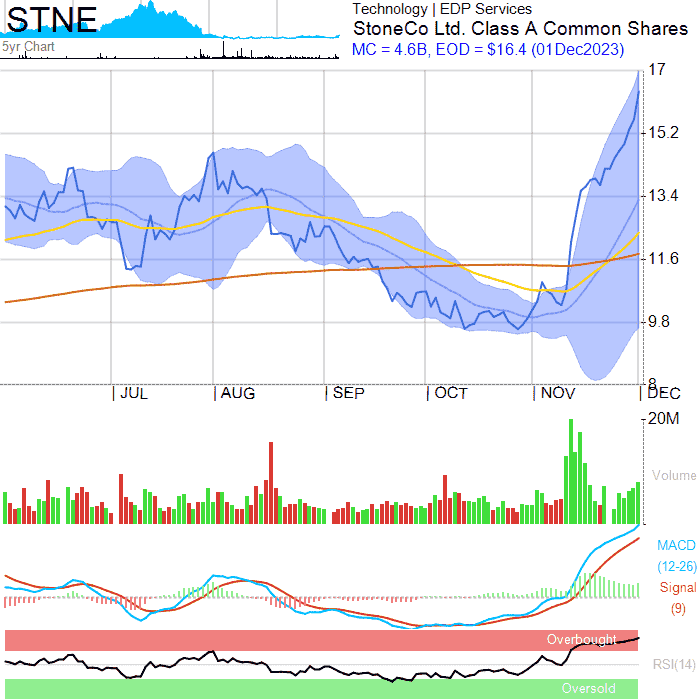 STNE
5yr Chart
Technology | EDP Services
StoneCo Ltd. Class A Common Shares
MC = 4.6B, EOD = $16.4 (01Dec2023)
17
15.2
13.4
11.6
9.8
8
JUL AUG SEP OCT NOV DEC
20M
Volume
MACD
(12-26)
Signal
(9)
Overbought
RSI(14)
Oversold